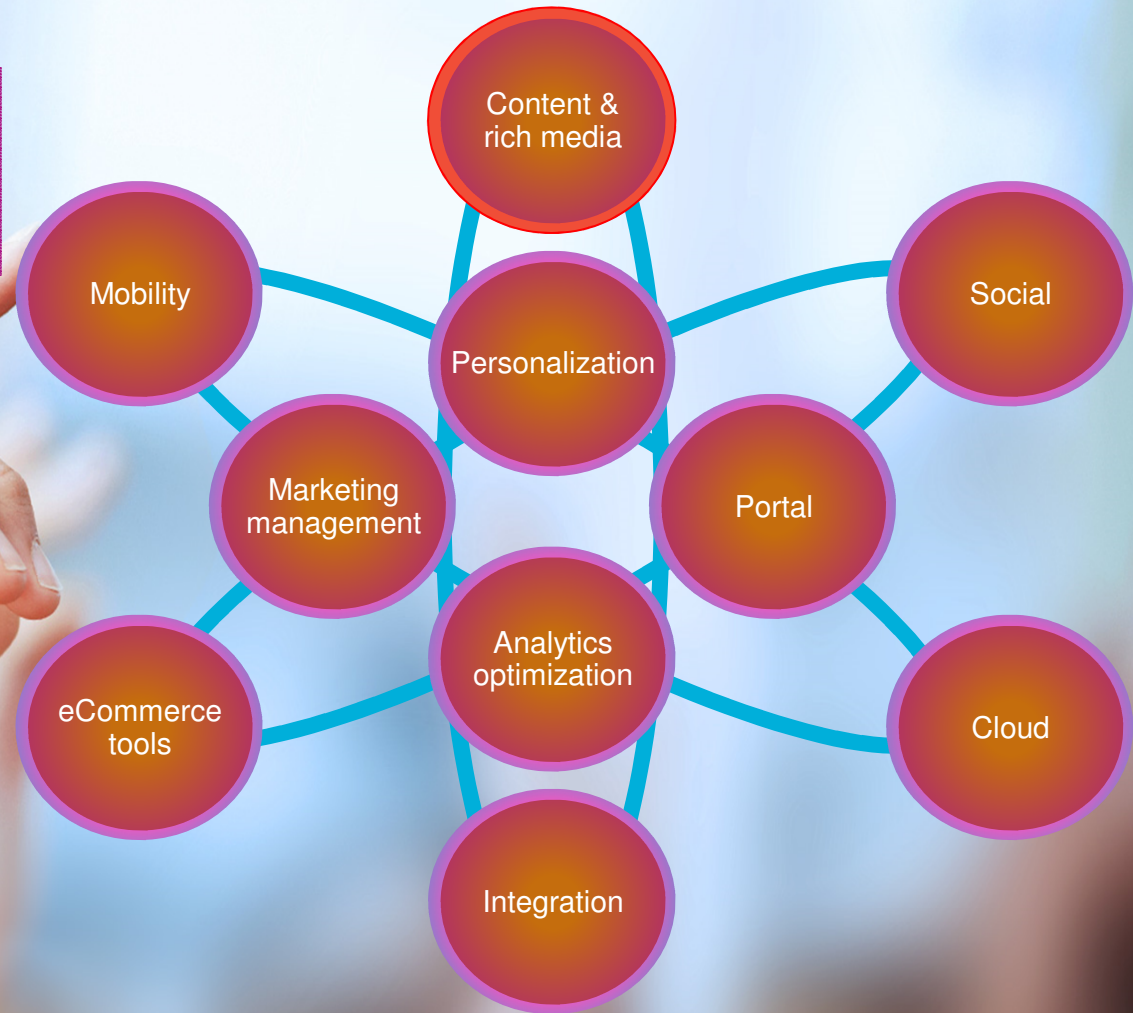 Content &
rich media
Mobility
Social
Personalization
Marketing
management
Portal
Analytics
optimization
eCommerce
tools
Cloud
Integration